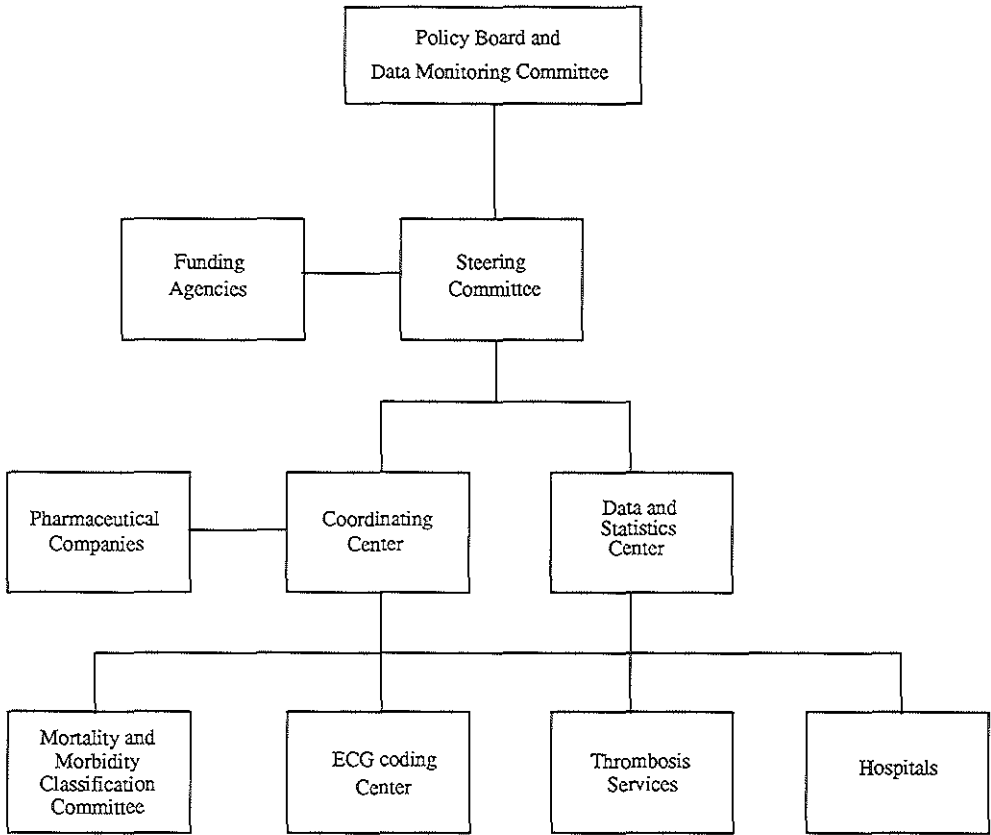 Policy Board and
Data Monitoring Committee
Funding
Agencies
Steering
Committee
Pharmaceutical
Companies
Coordinating
Center
Data and
Statistics
Center
Mortality and
Morbidity
Classification
Committee
ECG coding
Center
Thrombosis
Services
Hospitals